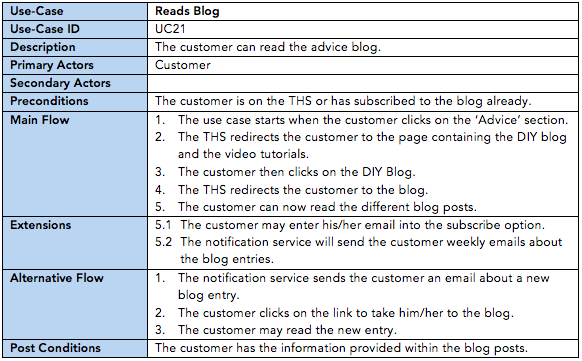 Use-Case Reads Blog
Use-Case ID UC21
Description The customer can read the advice blog.
Primary Actors Customer
Secondary Actors
Preconditions The customer is on the THS or has subscribed to the blog already.
Main Flow 1. The use case starts when the customer clicks on the ‘Advice’ section.
2. The THS redirects the customer to the page containing the DIY blog
and the video tutorials.
3. The customer then clicks on the DIY Blog.
4. The THS redirects the customer to the blog.
5. The customer can now read the different blog posts.
Extensions 5.1 The customer may enter his/her email into the subscribe option.
5.2 The notification service will send the customer weekly emails about
the blog entries.
Alternative Flow 1. The notification service sends the customer an email about a new
blog entry.
2. The customer clicks on the link to take him/her to the blog.
3. The customer may read the new entry.
Post Conditions The customer has the information provided within the blog posts.